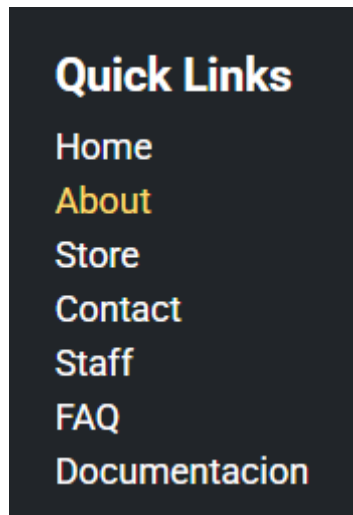 Quick Links
Home
About
Store
Contact
Staff
FAQ
Documentacion